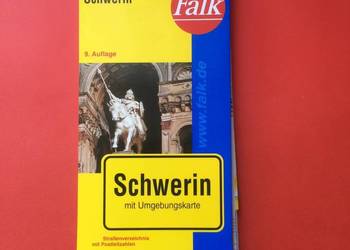 Schwerin
Falk
9. Auflage
www.falk.de
Schwerin
mit Umgebungskarte
Straßenverzeichnis
mit Postleitzahlen